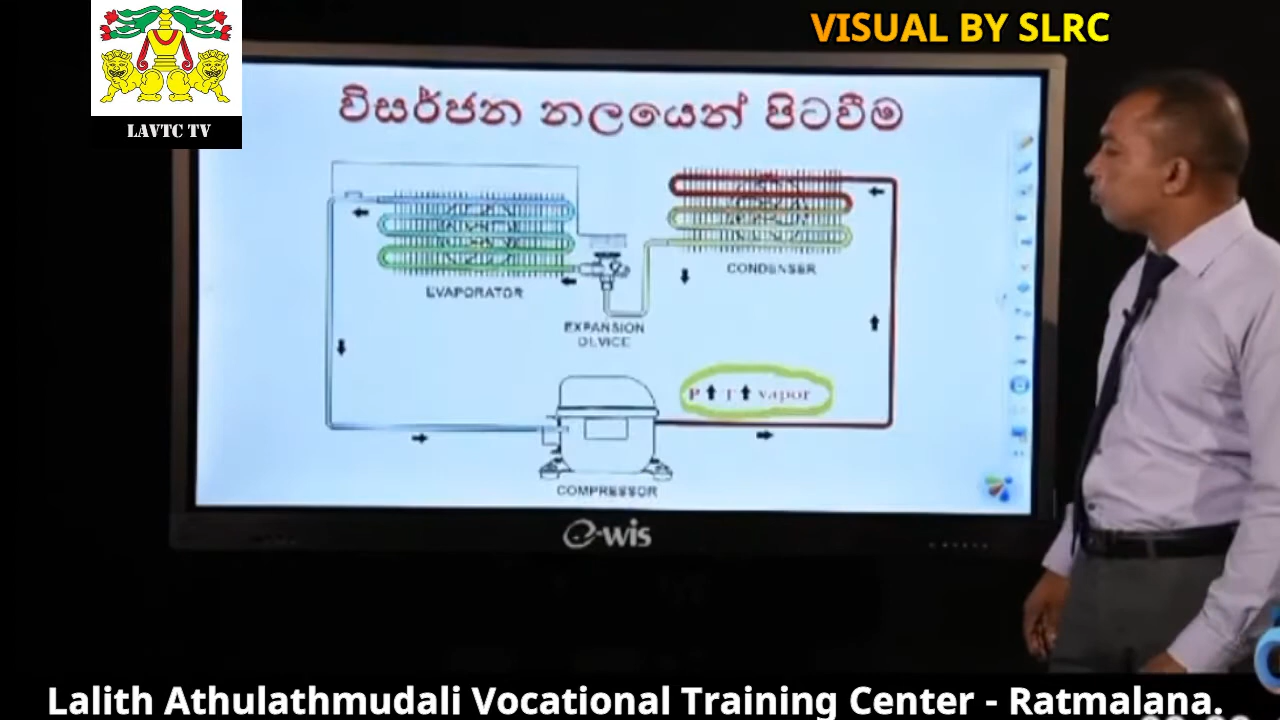 VISUAL BY SLRC
LAVTC TV
විසර්ජන නලයෙන් පිටවීම
EVAPORATOR
CONDENSER
EXPANSION
DEVICE
P T vapor
COMPRESSOR
e-wis
Lalith Athulathmudali Vocational Training Center - Ratmalana.